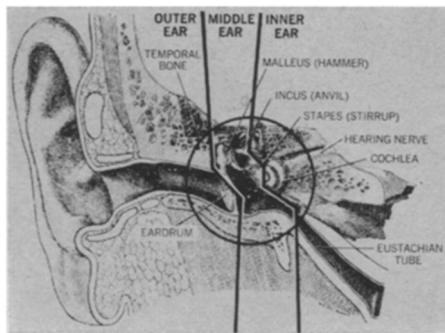 OUTER EAR
MIDDLE EAR
INNER EAR
TEMPORAL BONE
MALLEUS (HAMMER)
INCUS (ANVIL)
STAPES (STIRRUP)
HEARING NERVE
COCHLEA
EARDRUM
EUSTACHIAN TUBE